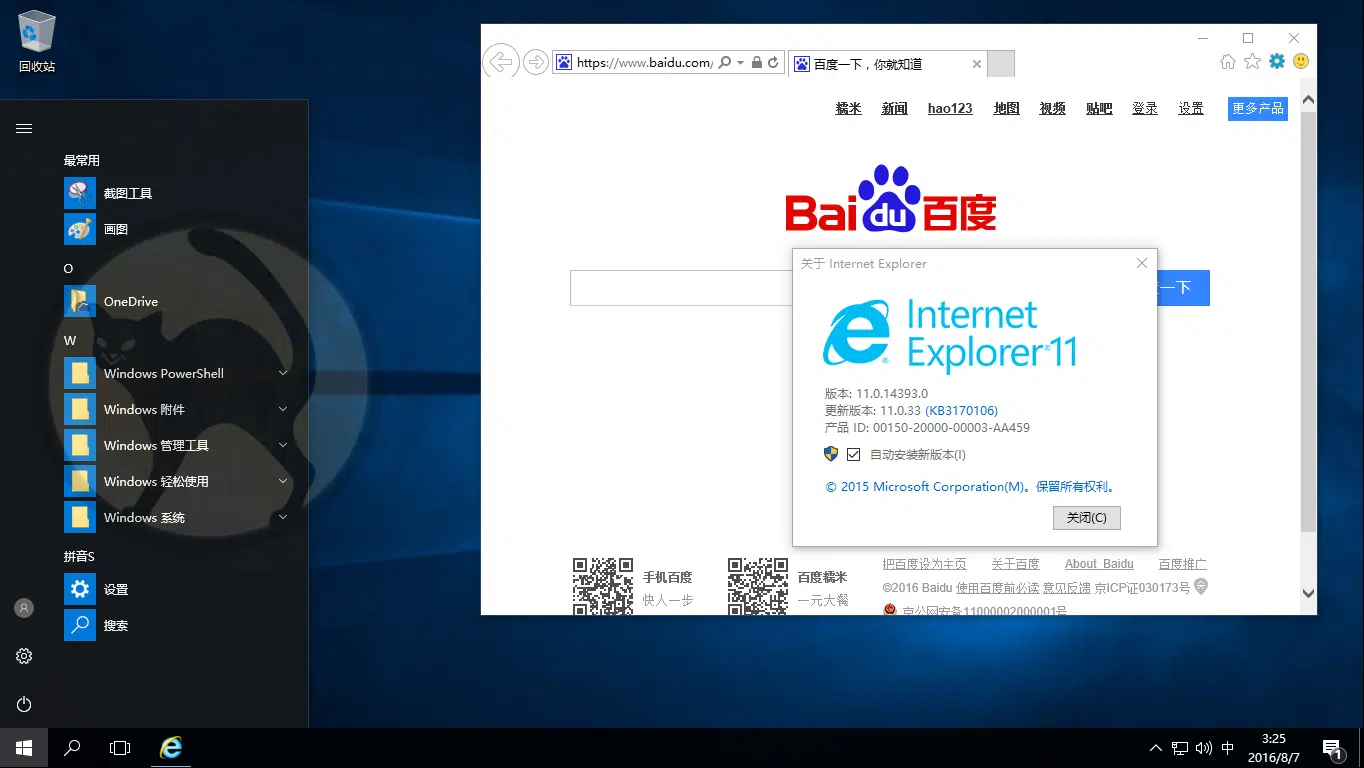 回收站
最常用
截图工具
画图
O
OneDrive
W
Windows PowerShell
Windows 附件
Windows 管理工具
Windows 轻松使用
Windows 系统
拼音S
设置
搜索
https://www.baidu.com/
百度一下，你就知道
糯米 新闻 hao123 地图 视频 贴吧 登录 设置 更多产品
Bai du 百度
一下
关于 Internet Explorer
Internet
Explorer®11
版本: 11.0.14393.0
更新版本: 11.0.33 (KB3170106)
产品 ID: 00150-20000-00003-AA459
自动安装新版本(I)
© 2015 Microsoft Corporation(M)。保留所有权利。
关闭(C)
手机百度
快人一步
百度糯米
一元大餐
把百度设为主页 关于百度 About Baidu 百度推广
©2016 Baidu 使用百度前必读 意见反馈 京ICP证030173号
京公网安备11000002000001号
中
3:25
2016/8/7
1